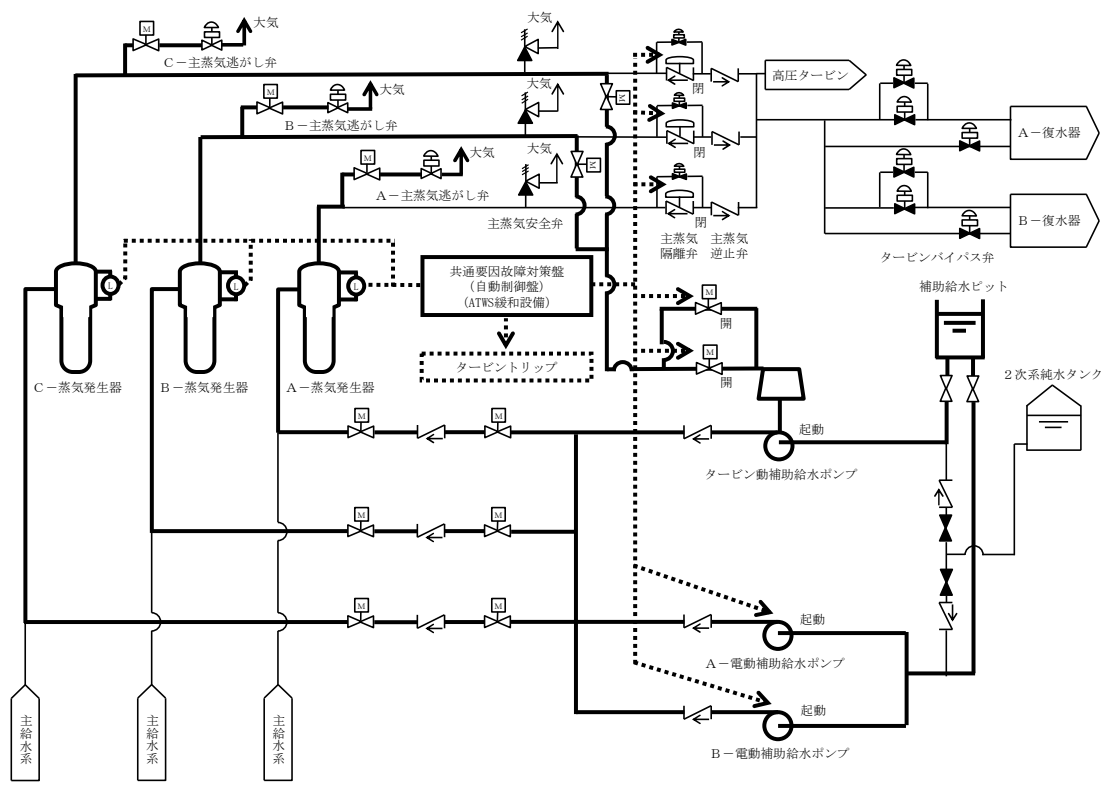 M
大気
C－主蒸気逃がし弁
大気
M
大気
B－主蒸気逃がし弁
大気
M
大気
A－主蒸気逃がし弁
大気
主蒸気安全弁
M
M
閉
閉
閉
主蒸気
隔離弁
主蒸気
逆止弁
高圧タービン
A－復水器
B－復水器
タービンバイパス弁
L
L
L
C－蒸気発生器
B－蒸気発生器
A－蒸気発生器
共通要因故障対策盤
（自動制御盤）
（ATWS緩和設備）
タービントリップ
M
開
M
開
補助給水ピット
２次系純水タンク
M
M
起動
タービン動補助給水ポンプ
M
M
M
M
起動
A－電動補助給水ポンプ
起動
B－電動補助給水ポンプ
主給水系
主給水系
主給水系